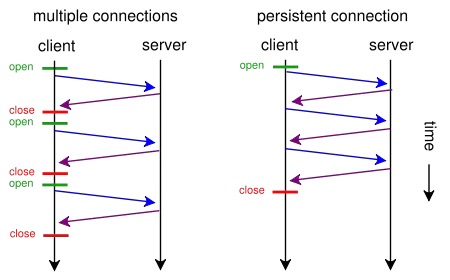 multiple connections
client server
open
close
open
close
open
close
persistent connection
client server
open
close
time